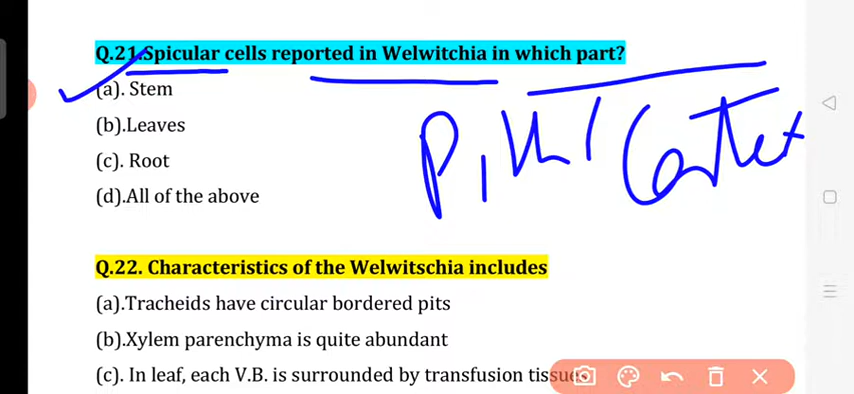 Q.21.Spicular cells reported in Welwitchia in which part?
(a). Stem
(b).Leaves
(c). Root
(d).All of the above
Pith / Cortex
Q.22. Characteristics of the Welwitschia includes
(a).Tracheids have circular bordered pits
(b).Xylem parenchyma is quite abundant
(c). In leaf, each V.B. is surrounded by transfusion tissues